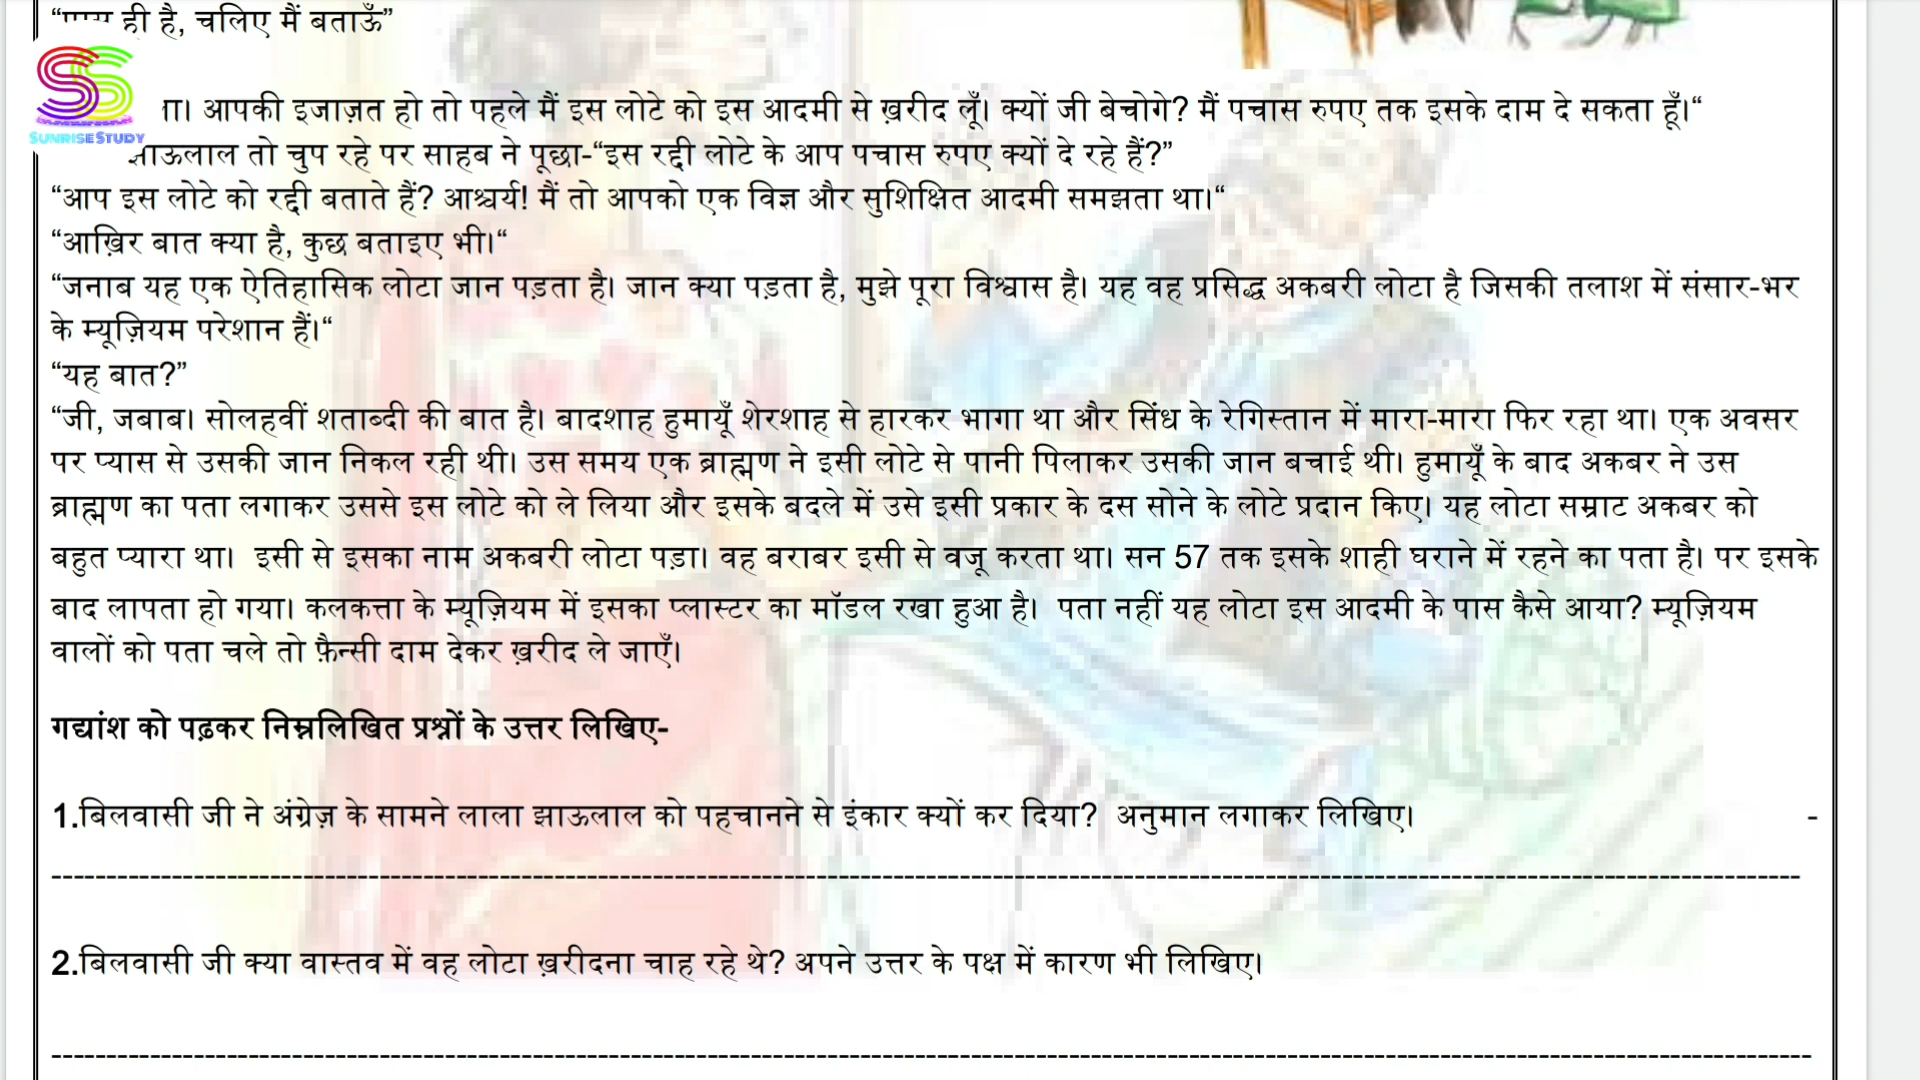 ही है, चलिए मैं बताऊँ”
SUNRISE STUDY
आपकी इजाज़त हो तो पहले मैं इस लोटे को इस आदमी से ख़रीद लूँ। क्यों जी बेचोगे? मैं पचास रुपए तक इसके दाम दे सकता हूँ।“
झाऊलाल तो चुप रहे पर साहब ने पूछा-“इस रद्दी लोटे के आप पचास रुपए क्यों दे रहे हैं?”
“आप इस लोटे को रद्दी बताते हैं? आश्चर्य! मैं तो आपको एक विज्ञ और सुशिक्षित आदमी समझता था।“
“आख़िर बात क्या है, कुछ बताइए भी।“
“जनाब यह एक ऐतिहासिक लोटा जान पड़ता है। जान क्या पड़ता है, मुझे पूरा विश्वास है। यह वह प्रसिद्ध अकबरी लोटा है जिसकी तलाश में संसार-भर
के म्यूज़ियम परेशान हैं।“
“यह बात?”
“जी, जबाब। सोलहवीं शताब्दी की बात है। बादशाह हुमायूँ शेरशाह से हारकर भागा था और सिंध के रेगिस्तान में मारा-मारा फिर रहा था। एक अवसर
पर प्यास से उसकी जान निकल रही थी। उस समय एक ब्राह्मण ने इसी लोटे से पानी पिलाकर उसकी जान बचाई थी। हुमायूँ के बाद अकबर ने उस
ब्राह्मण का पता लगाकर उससे इस लोटे को ले लिया और इसके बदले में उसे इसी प्रकार के दस सोने के लोटे प्रदान किए। यह लोटा सम्राट अकबर को
बहुत प्यारा था। इसी से इसका नाम अकबरी लोटा पड़ा। वह बराबर इसी से वजू करता था। सन 57 तक इसके शाही घराने में रहने का पता है। पर इसके
बाद लापता हो गया। कलकत्ता के म्यूज़ियम में इसका प्लास्टर का मॉडल रखा हुआ है। पता नहीं यह लोटा इस आदमी के पास कैसे आया? म्यूज़ियम
वालों को पता चले तो फ़ैन्सी दाम देकर ख़रीद ले जाएँ।
गद्यांश को पढ़कर निम्नलिखित प्रश्नों के उत्तर लिखिए-
1.बिलवासी जी ने अंग्रेज़ के सामने लाला झाऊलाल को पहचानने से इंकार क्यों कर दिया? अनुमान लगाकर लिखिए। -
2.बिलवासी जी क्या वास्तव में वह लोटा ख़रीदना चाह रहे थे? अपने उत्तर के पक्ष में कारण भी लिखिए।